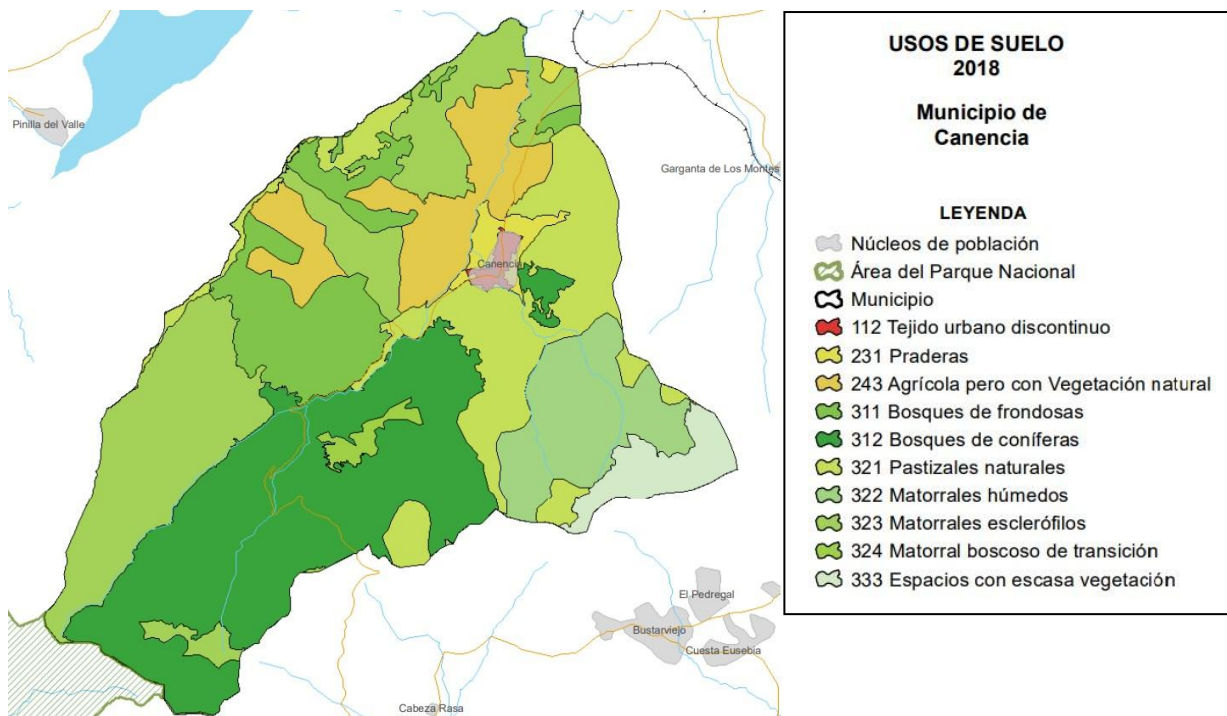 Pinilla del Valle
Garganta de Los Montes
Canencia
El Pedregal
Bustarviejo
Cuesta Eusebia
Cabeza Rasa
USOS DE SUELO
2018
Municipio de
Canencia
LEYENDA
Núcleos de población
Área del Parque Nacional
Municipio
112 Tejido urbano discontinuo
231 Praderas
243 Agrícola pero con Vegetación natural
311 Bosques de frondosas
312 Bosques de coníferas
321 Pastizales naturales
322 Matorrales húmedos
323 Matorrales esclerófilos
324 Matorral boscoso de transición
333 Espacios con escasa vegetación